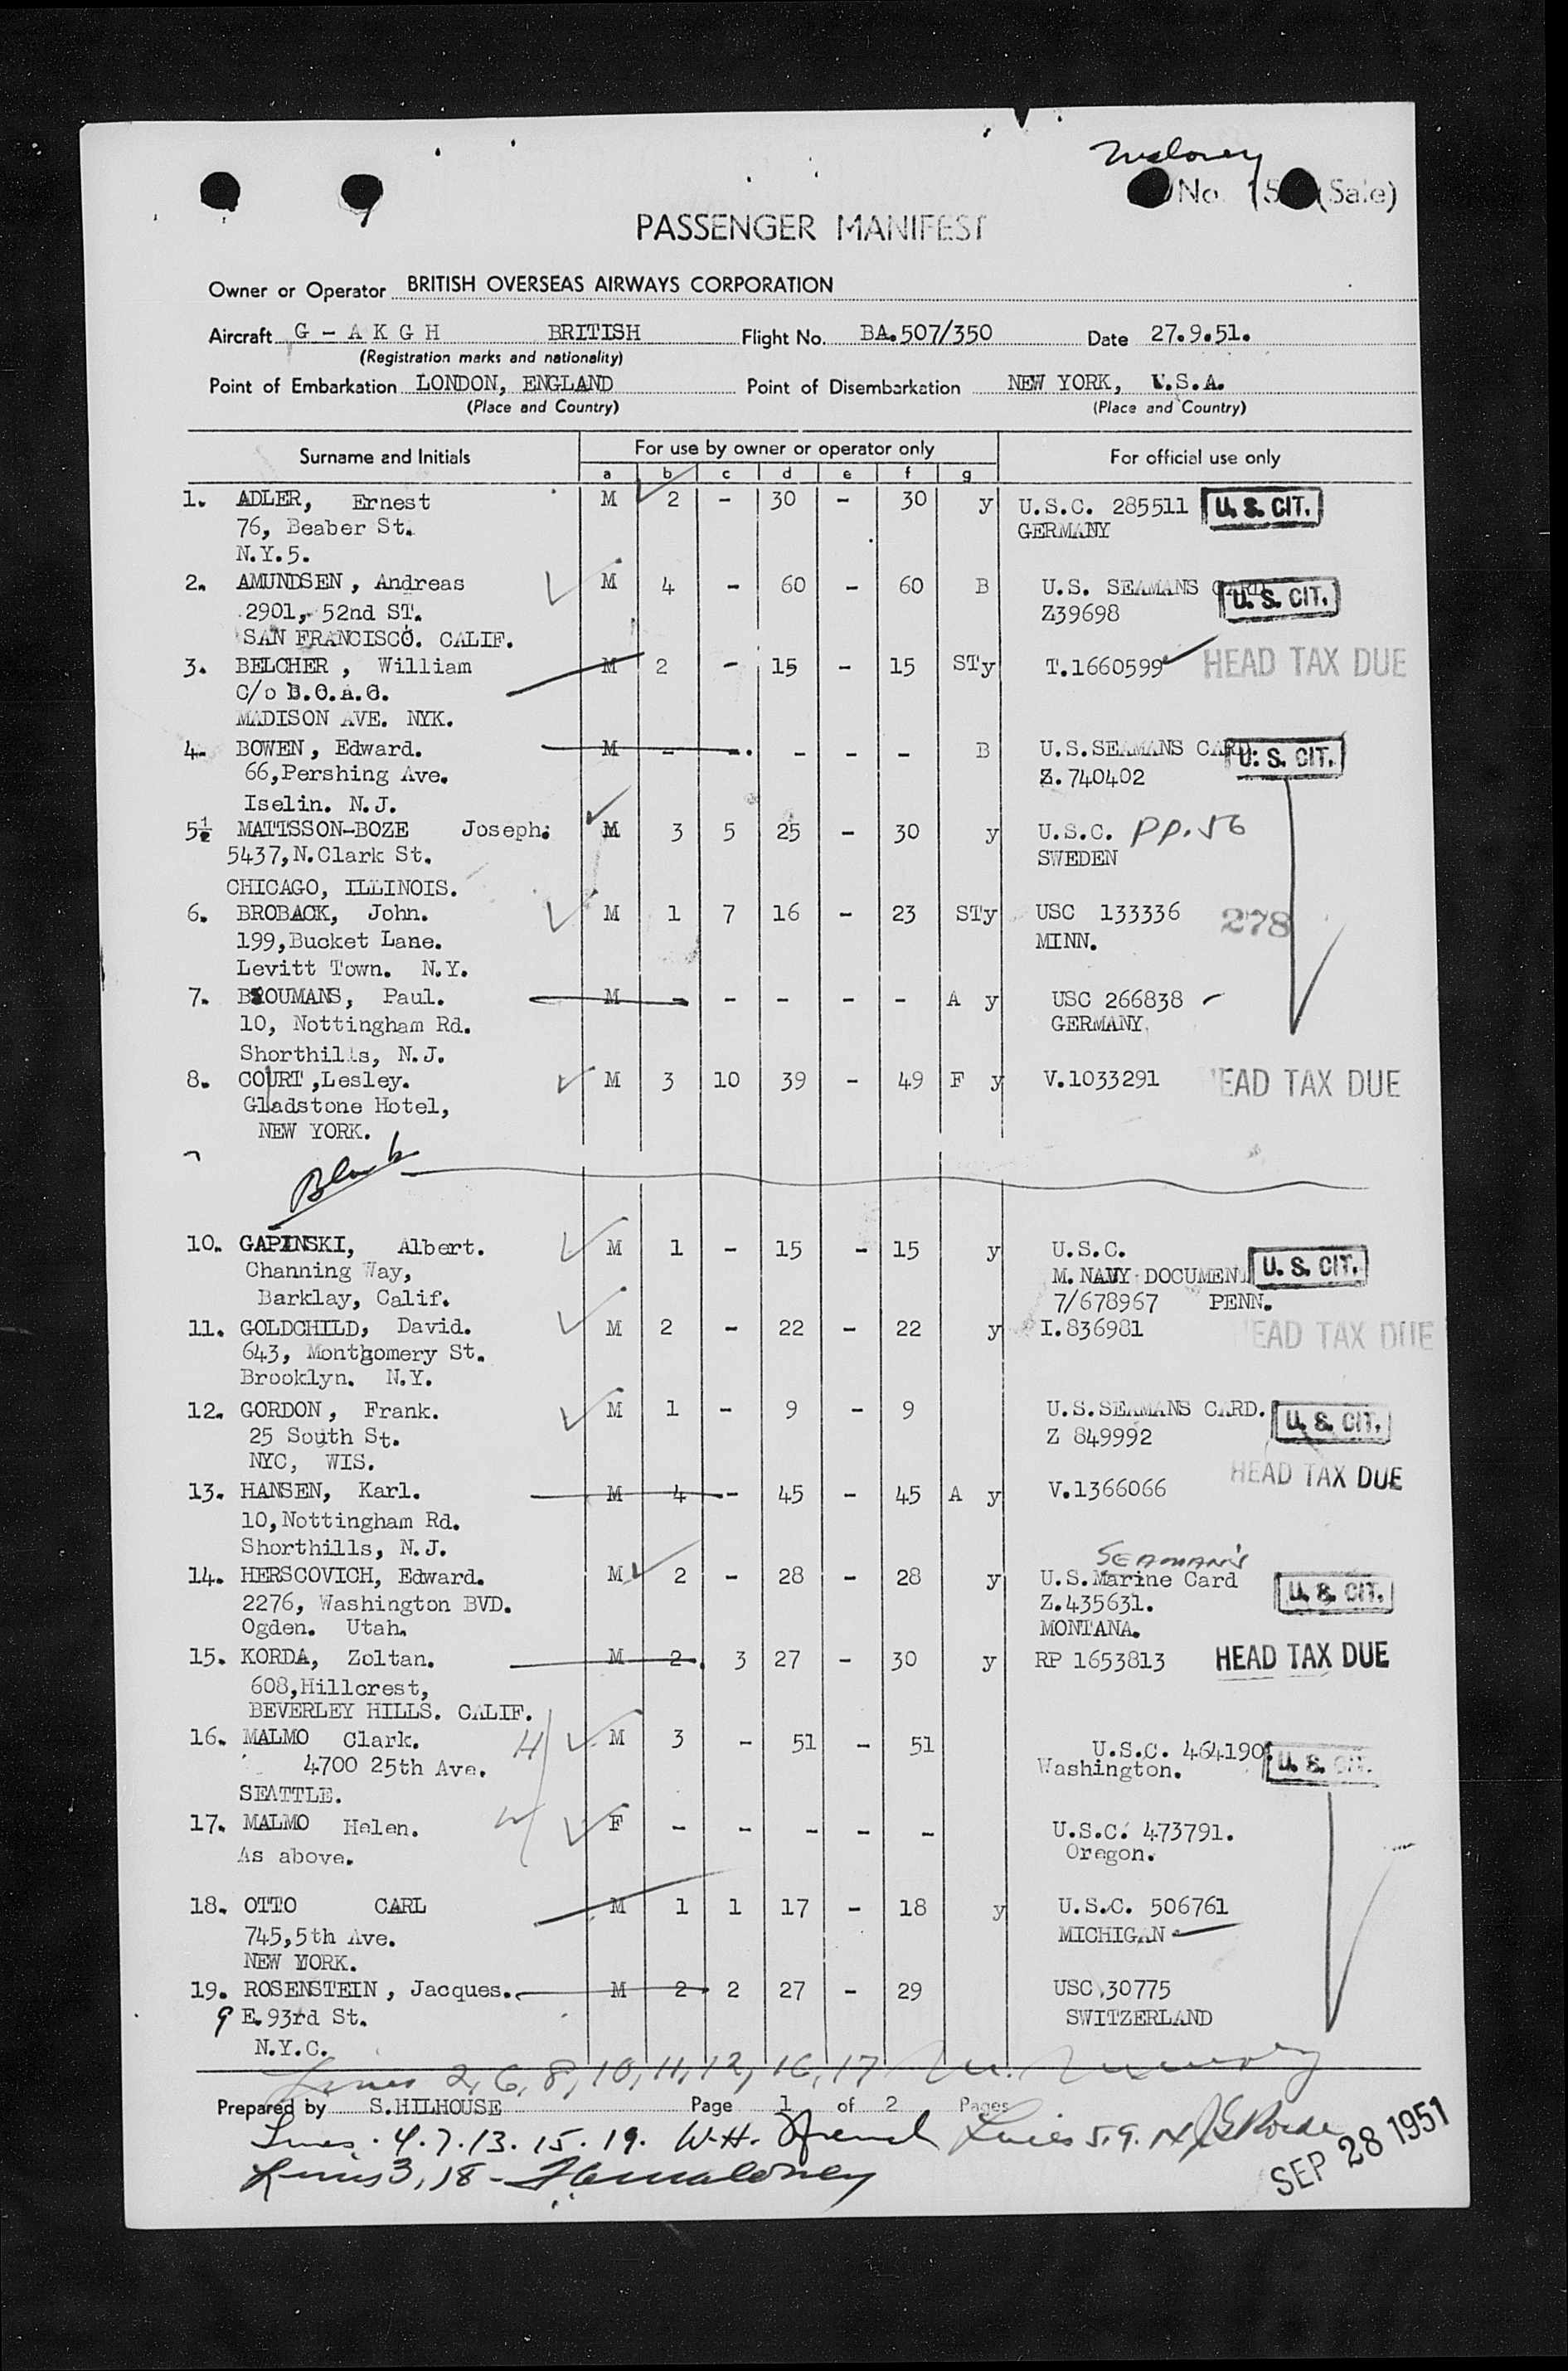 Maloney
No. 15 (Sale)
PASSENGER MANIFEST
Owner or Operator BRITISH OVERSEAS AIRWAYS CORPORATION
Aircraft G - A K G H BRITISH Flight No. BA.507/350 Date 27.9.51.
(Registration marks and nationality)
Point of Embarkation LONDON, ENGLAND Point of Disembarkation NEW YORK, U.S.A.
(Place and Country) (Place and Country)
Surname and Initials For use by owner or operator only For official use only
a b c d e f g
1. ADLER, Ernest M 2 - 30 - 30 y U.S.C. 285511 U. S. CIT.
76, Beaber St. GERMANY
N.Y.5.
2. AMUNDSEN, Andreas M 4 - 60 - 60 B U.S. SEAMANS CARD U. S. CIT.
2901, 52nd ST. Z39698
SAN FRANCISCO. CALIF.
3. BELCHER, William M 2 - 15 - 15 STy T.1660599 HEAD TAX DUE
C/o B.O.A.C.
MADISON AVE. NYK.
4. BOWEN, Edward. M - - - - - B U.S.SEAMANS CARD U. S. CIT.
66,Pershing Ave. Z.740402
Iselin. N.J.
5½ MATTSSON-BOZE Joseph. M 3 5 25 - 30 y U.S.C. PP.56
5437,N.Clark St. SWEDEN
CHICAGO, ILLINOIS.
6. BROBACK, John. M 1 7 16 - 23 STy USC 133336 278
199,Bucket Lane. MINN.
Levitt Town. N.Y.
7. BROUMANS, Paul. M - - - - - A y USC 266838
10, Nottingham Rd. GERMANY.
Shorthills, N.J.
8. COURT,Lesley. M 3 10 39 - 49 F y V.1033291 EAD TAX DUE
Gladstone Hotel,
NEW YORK.
Blank
10. GAPINSKI, Albert. M 1 - 15 - 15 y U.S.C.
Channing Way, M.NAVY DOCUMENT U. S. CIT.
Barklay, Calif. 7/678967 PENN.
11. GOLDCHILD, David. M 2 - 22 - 22 y I.836981 EAD TAX DUE
643, Montgomery St.
Brooklyn. N.Y.
12. GORDON, Frank. M 1 - 9 - 9 U.S.SEAMANS CARD. U. S. CIT.
25 South St. Z 849992
NYC, WIS.
HEAD TAX DUE
13. HANSEN, Karl. M 4 - 45 - 45 A y V.1366066
10,Nottingham Rd.
Shorthills, N.J.
SEAMAN'S
14. HERSCOVICH, Edward. M 2 - 28 - 28 y U.S.Marine Card U. S. CIT.
2276, Washington BVD. Z.435631.
Ogden. Utah. MONTANA.
15. KORDA, Zoltan. M 2 3 27 - 30 y RP 1653813 HEAD TAX DUE
608,Hillcrest,
BEVERLEY HILLS. CALIF.
16. MALMO Clark. M 3 - 51 - 51 U.S.C. 464190. U. S. CIT.
4700 25th Ave. Washington.
SEATTLE.
17. MALMO Helen. F - - - - - U.S.C. 473791.
As above. Oregon.
18. OTTO CARL M 1 1 17 - 18 y U.S.C. 506761
745,5th Ave. MICHIGAN
NEW YORK.
19. ROSENSTEIN, Jacques. M 2 2 27 - 29 USC 30775
9 E.93rd St. SWITZERLAND
N.Y.C.
Lines 2, 6, 8, 10, 11, 12, 16, 17
Prepared by S.HILHOUSE Page 1 of 2 Pages
Lines. 4. 7. 13. 15. 19. W.H. French Lines 5. 9. 14
Lines 3, 18 - Maloney
SEP 28 1951